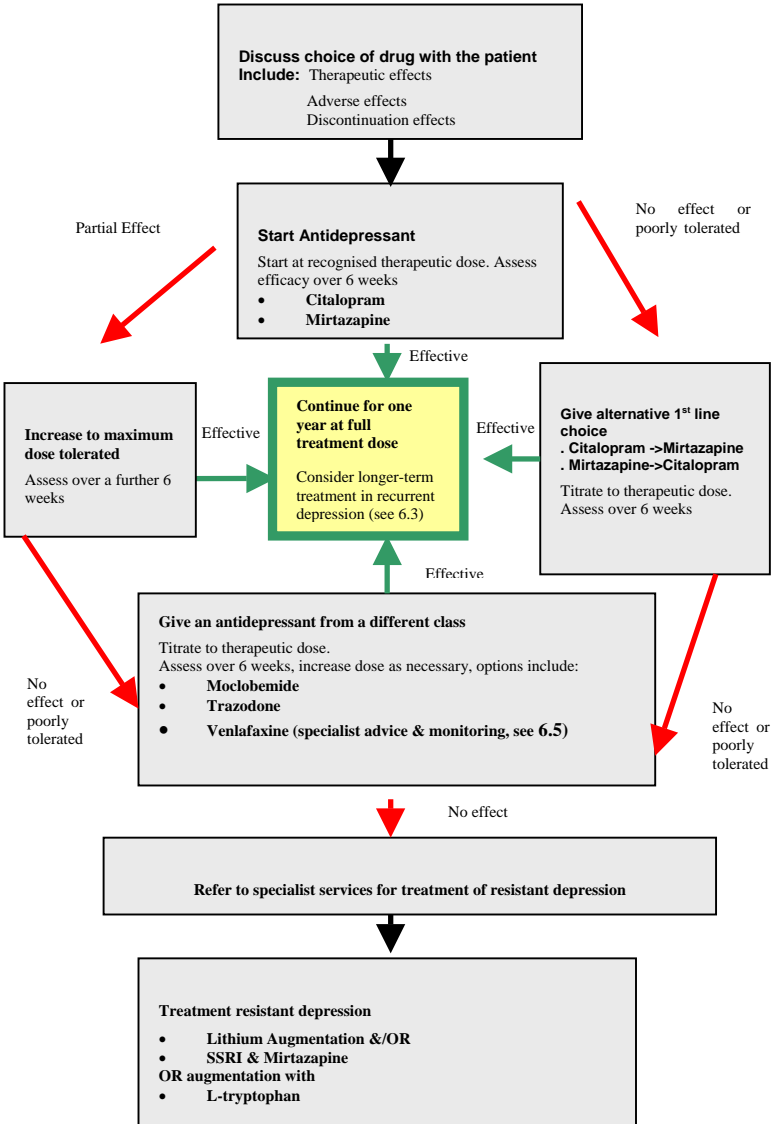 Discuss choice of drug with the patient
Include: Therapeutic effects
Adverse effects
Discontinuation effects
Partial Effect
No effect or
poorly tolerated
Start Antidepressant
Start at recognised therapeutic dose. Assess
efficacy over 6 weeks
• Citalopram
• Mirtazapine
Effective
Increase to maximum
dose tolerated
Assess over a further 6
weeks
Effective
Continue for one
year at full
treatment dose
Consider longer-term
treatment in recurrent
depression (see 6.3)
Effective
Give alternative 1st line
choice
. Citalopram ->Mirtazapine
. Mirtazapine->Citalopram
Titrate to therapeutic dose.
Assess over 6 weeks
Effective
Give an antidepressant from a different class
Titrate to therapeutic dose.
Assess over 6 weeks, increase dose as necessary, options include:
• Moclobemide
• Trazodone
• Venlafaxine (specialist advice & monitoring, see 6.5)
No
effect or
poorly
tolerated
No
effect or
poorly
tolerated
No effect
Refer to specialist services for treatment of resistant depression
Treatment resistant depression
• Lithium Augmentation &/OR
• SSRI & Mirtazapine
OR augmentation with
• L-tryptophan